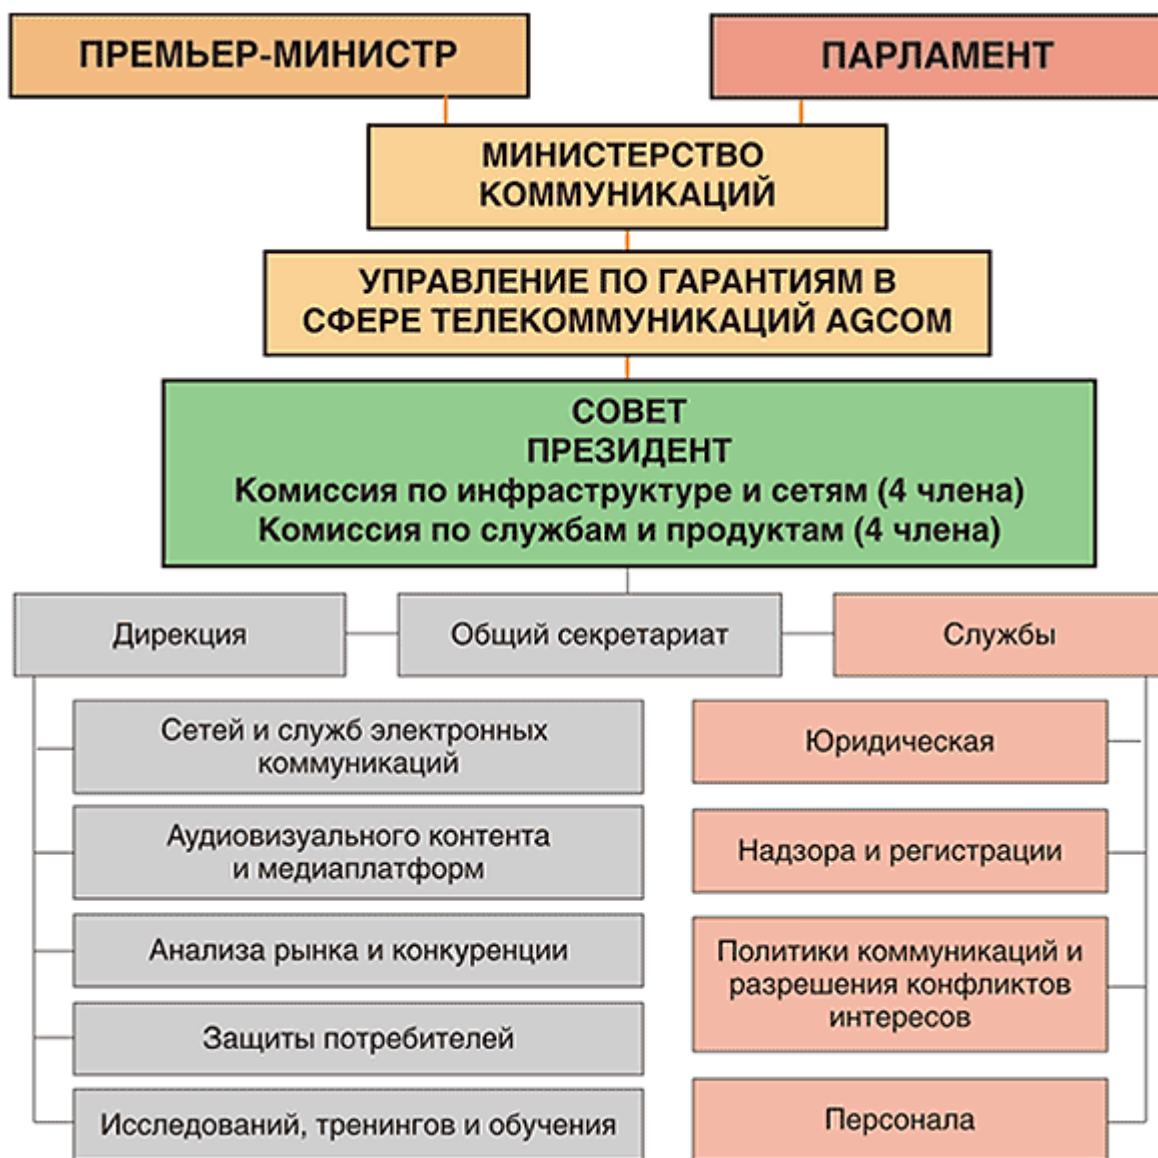 ПРЕМЬЕР-МИНИСТР
ПАРЛАМЕНТ
МИНИСТЕРСТВО
КОММУНИКАЦИЙ
УПРАВЛЕНИЕ ПО ГАРАНТИЯМ В
СФЕРЕ ТЕЛЕКОММУНИКАЦИЙ AGCOM
СОВЕТ
ПРЕЗИДЕНТ
Комиссия по инфраструктуре и сетям (4 члена)
Комиссия по службам и продуктам (4 члена)
Дирекция
Общий секретариат
Службы
Сетей и служб электронных
коммуникаций
Аудиовизуального контента
и медиаплатформ
Анализа рынка и конкуренции
Защиты потребителей
Исследований, тренингов и обучения
Юридическая
Надзора и регистрации
Политики коммуникаций и
разрешения конфликтов
интересов
Персонала